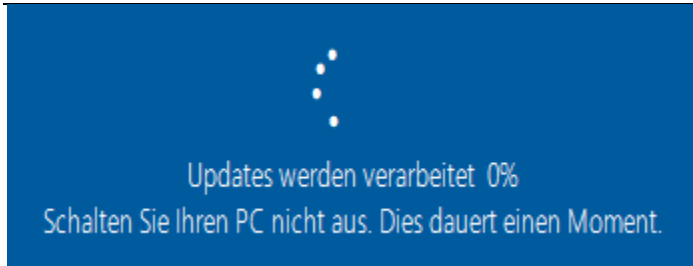 Updates werden verarbeitet 0%
Schalten Sie Ihren PC nicht aus. Dies dauert einen Moment.